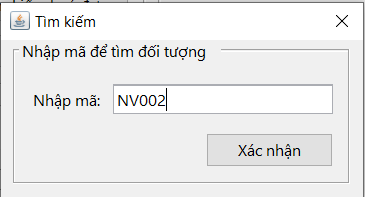 Tìm kiếm
Nhập mã để tìm đối tượng
Nhập mã:
NV002
Xác nhận